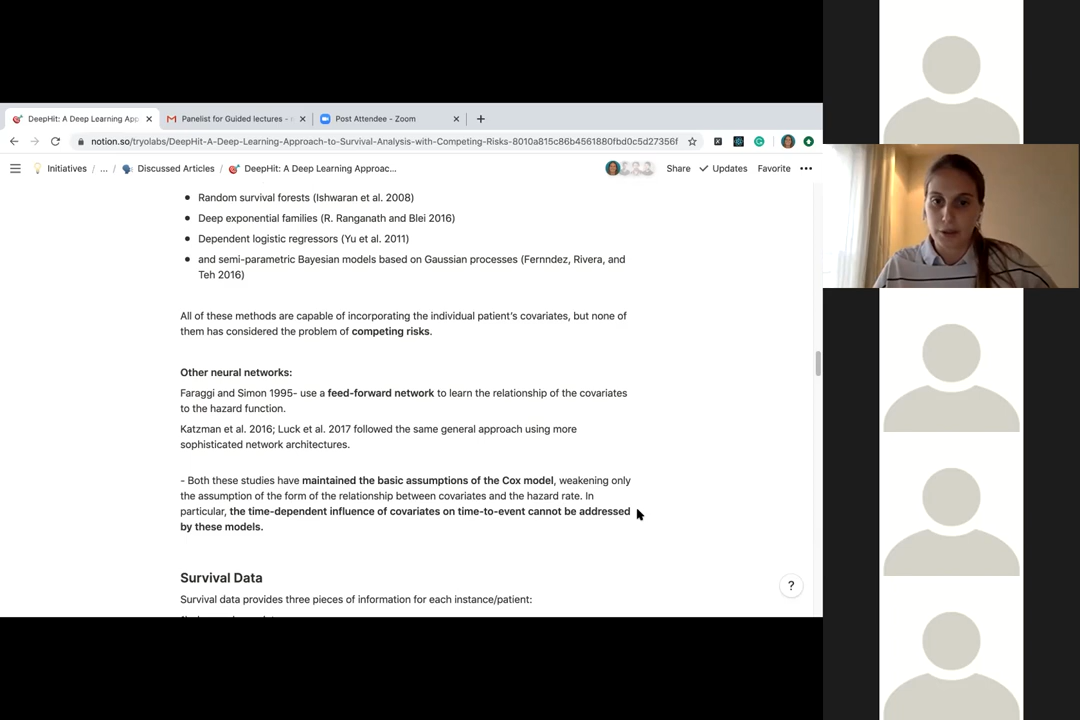 DeepHit: A Deep Learning App
Panelist for Guided lectures -
Post Attendee - Zoom
notion.so/tryolabs/DeepHit-A-Deep-Learning-Approach-to-Survival-Analysis-with-Competing-Risks-8010a815c86b4561880fbd0c5d27356f
Initiatives / ... / Discussed Articles / DeepHit: A Deep Learning Approac...
Share Updates Favorite
Random survival forests (Ishwaran et al. 2008)
Deep exponential families (R. Ranganath and Blei 2016)
Dependent logistic regressors (Yu et al. 2011)
and semi-parametric Bayesian models based on Gaussian processes (Fernndez, Rivera, and
Teh 2016)
All of these methods are capable of incorporating the individual patient's covariates, but none of
them has considered the problem of competing risks.
Other neural networks:
Faraggi and Simon 1995- use a feed-forward network to learn the relationship of the covariates
to the hazard function.
Katzman et al. 2016; Luck et al. 2017 followed the same general approach using more
sophisticated network architectures.
- Both these studies have maintained the basic assumptions of the Cox model, weakening only
the assumption of the form of the relationship between covariates and the hazard rate. In
particular, the time-dependent influence of covariates on time-to-event cannot be addressed
by these models.
Survival Data
?
Survival data provides three pieces of information for each instance/patient: